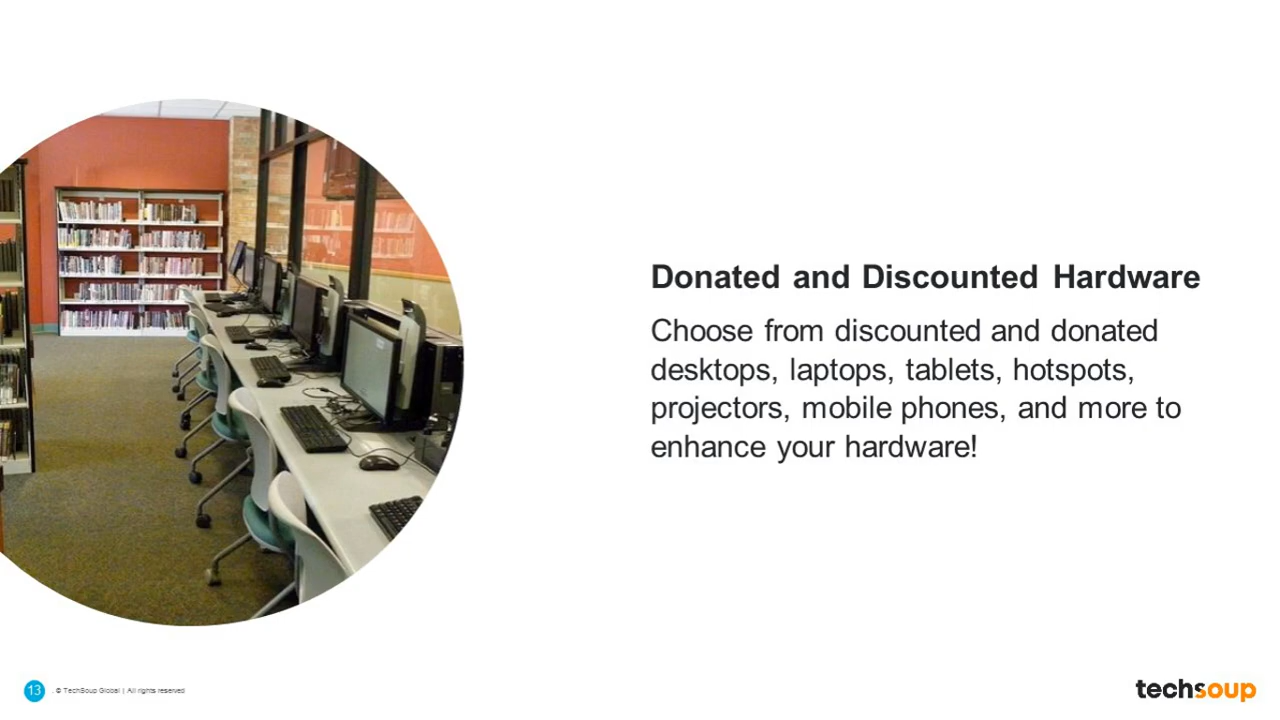 Donated and Discounted Hardware
Choose from discounted and donated
desktops, laptops, tablets, hotspots,
projectors, mobile phones, and more to
enhance your hardware!
13 . © TechSoup Global | All rights reserved
techsoup